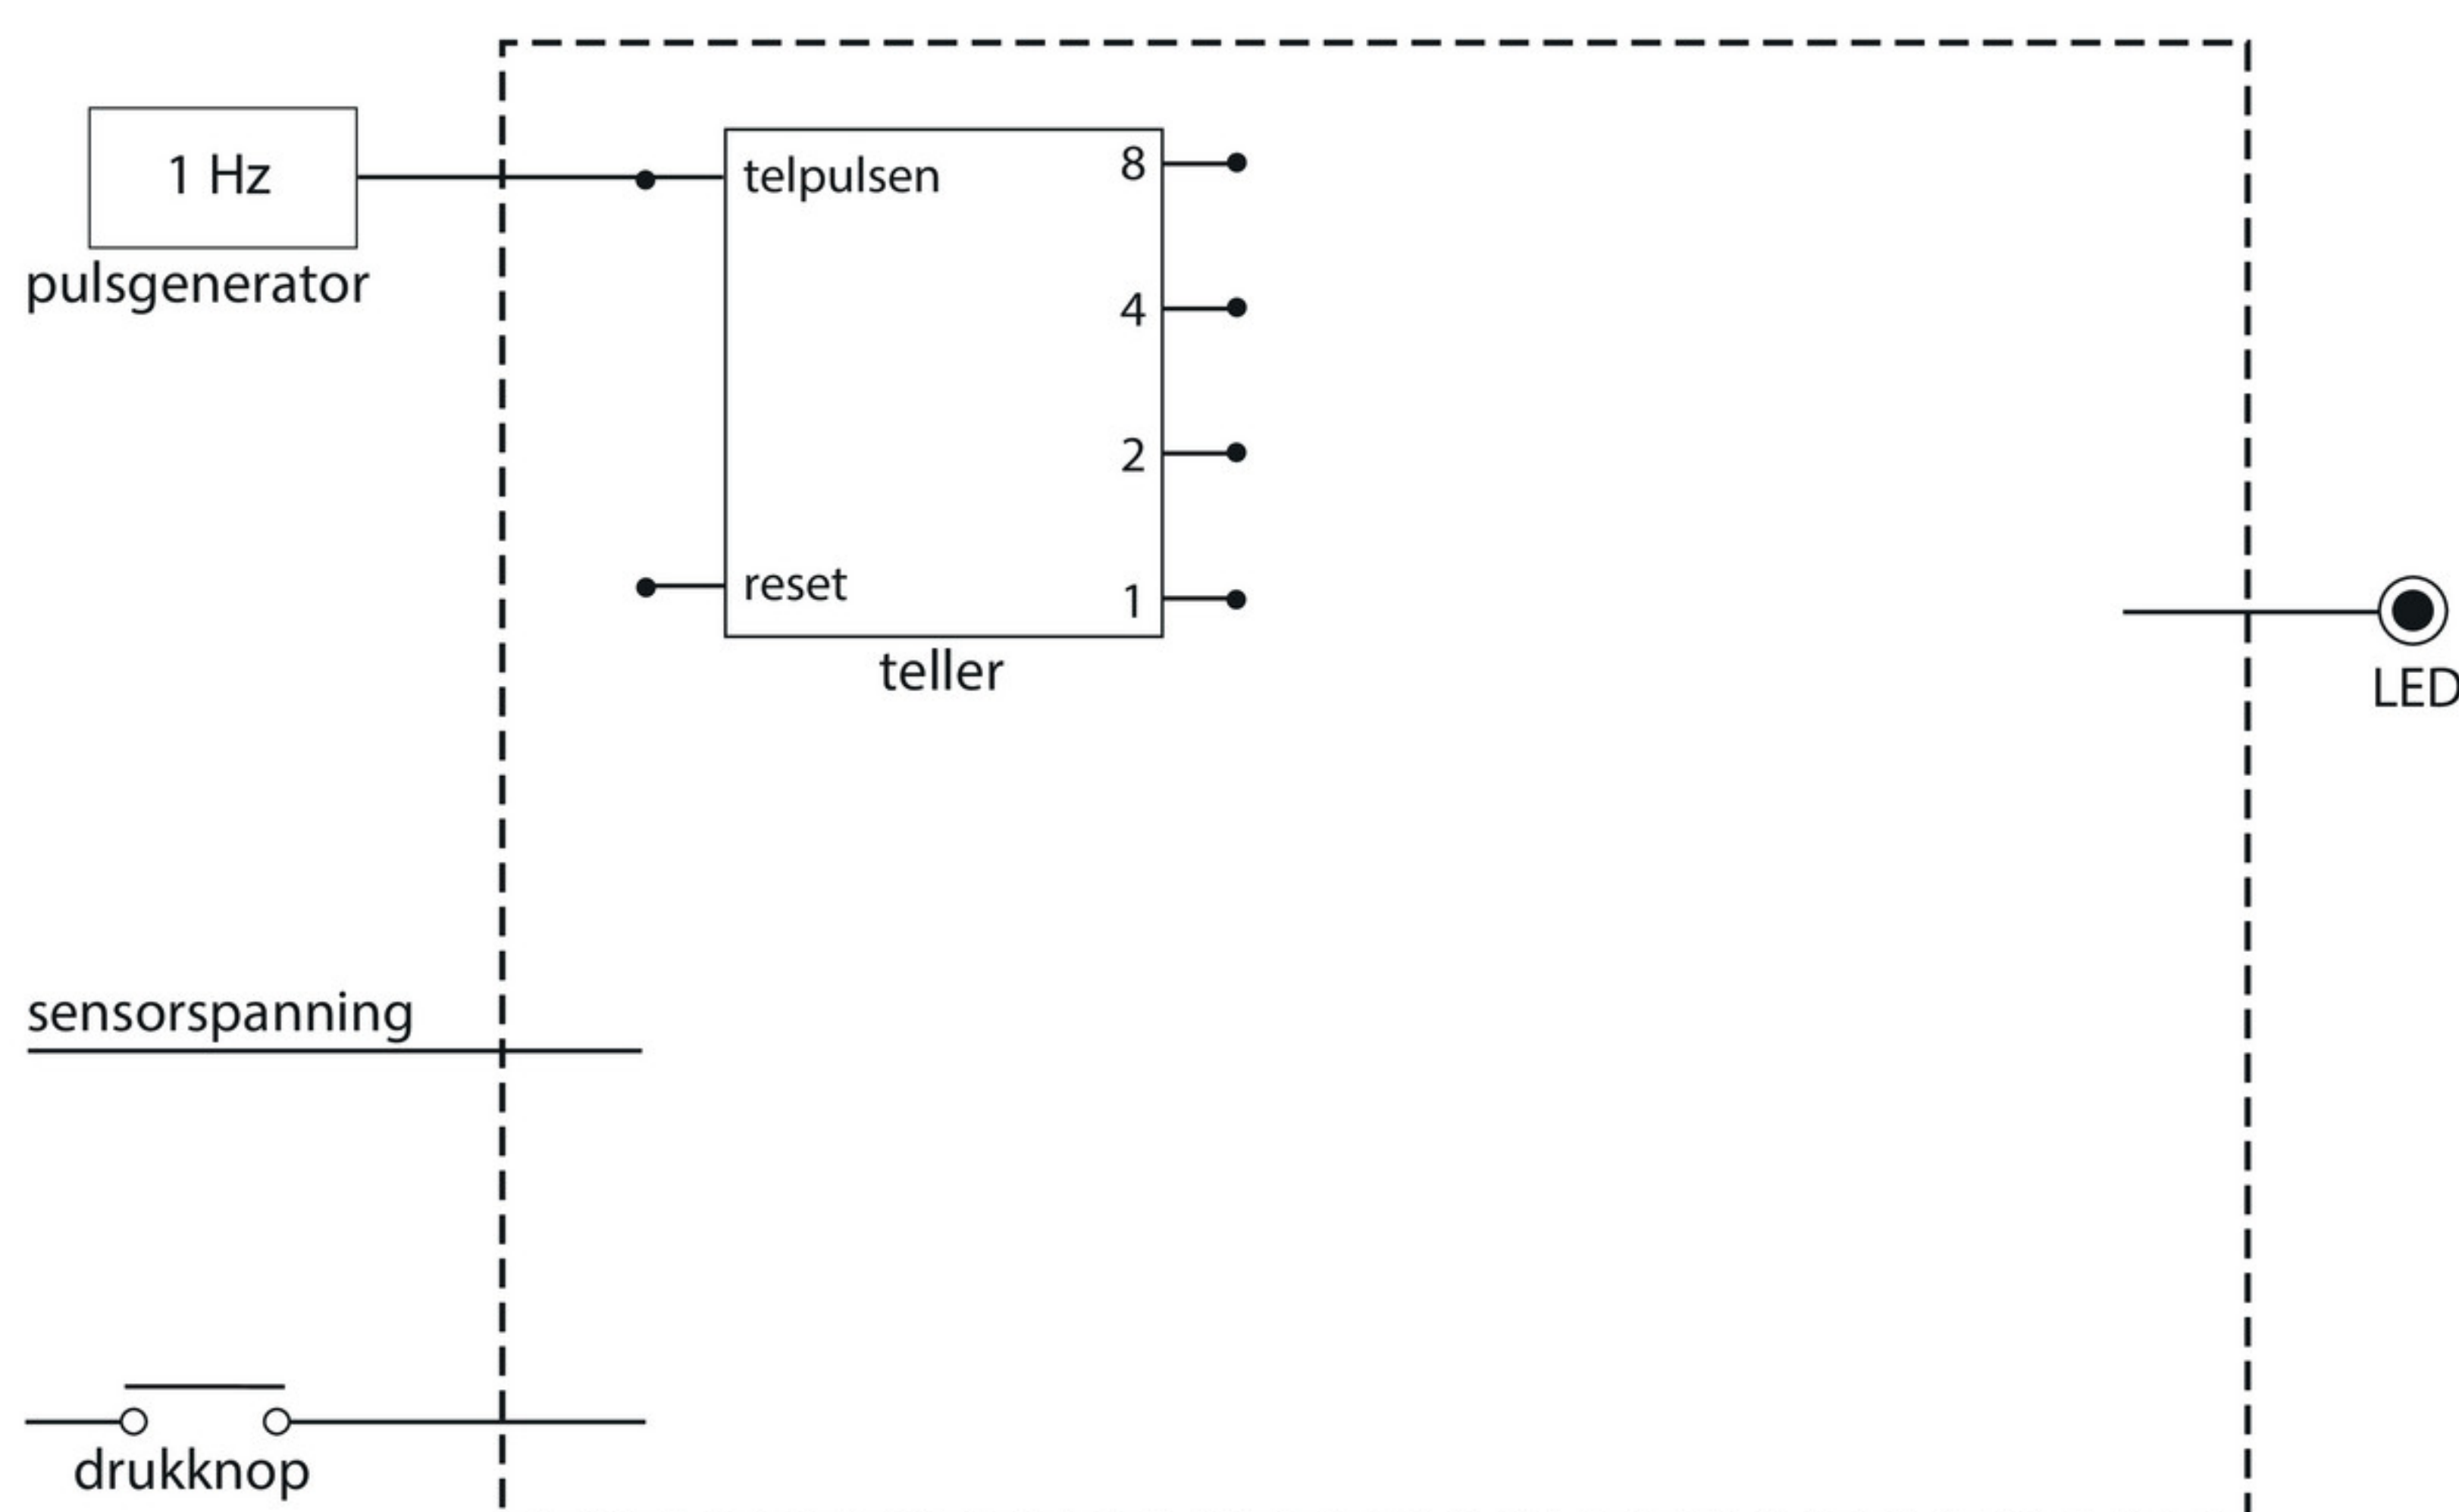 1 Hz
pulsgenerator
telpulsen
8
4
2
reset
1
teller
LED
sensorspanning
drukknop